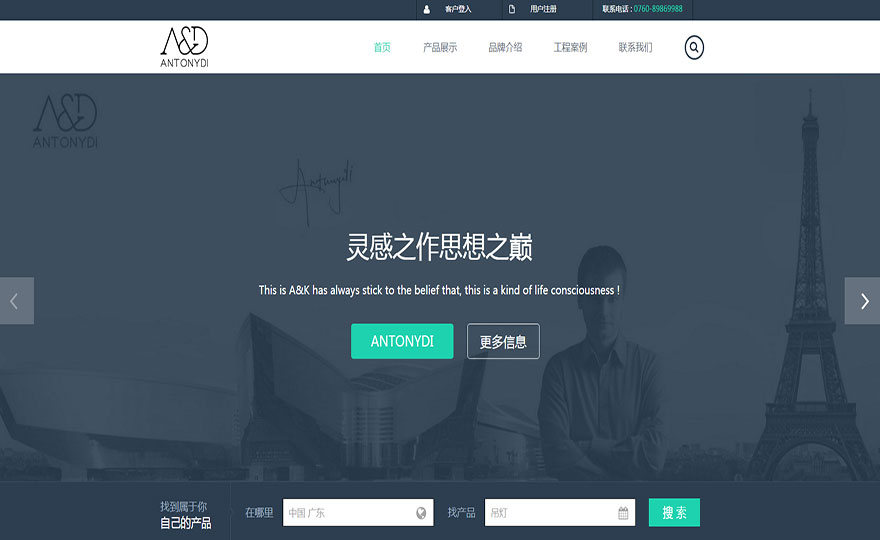 客户登入
用户注册
联系电话 : 0760-89869988
A&D
ANTONYDI
首页
产品展示
品牌介绍
工程案例
联系我们
A&D
ANTONYDI
Antonydi
灵感之作思想之巅
This is A&K has always stick to the belief that, this is a kind of life consciousness !
ANTONYDI
更多信息
找到属于你
自己的产品
在哪里
中国 广东
找产品
吊灯
搜 索